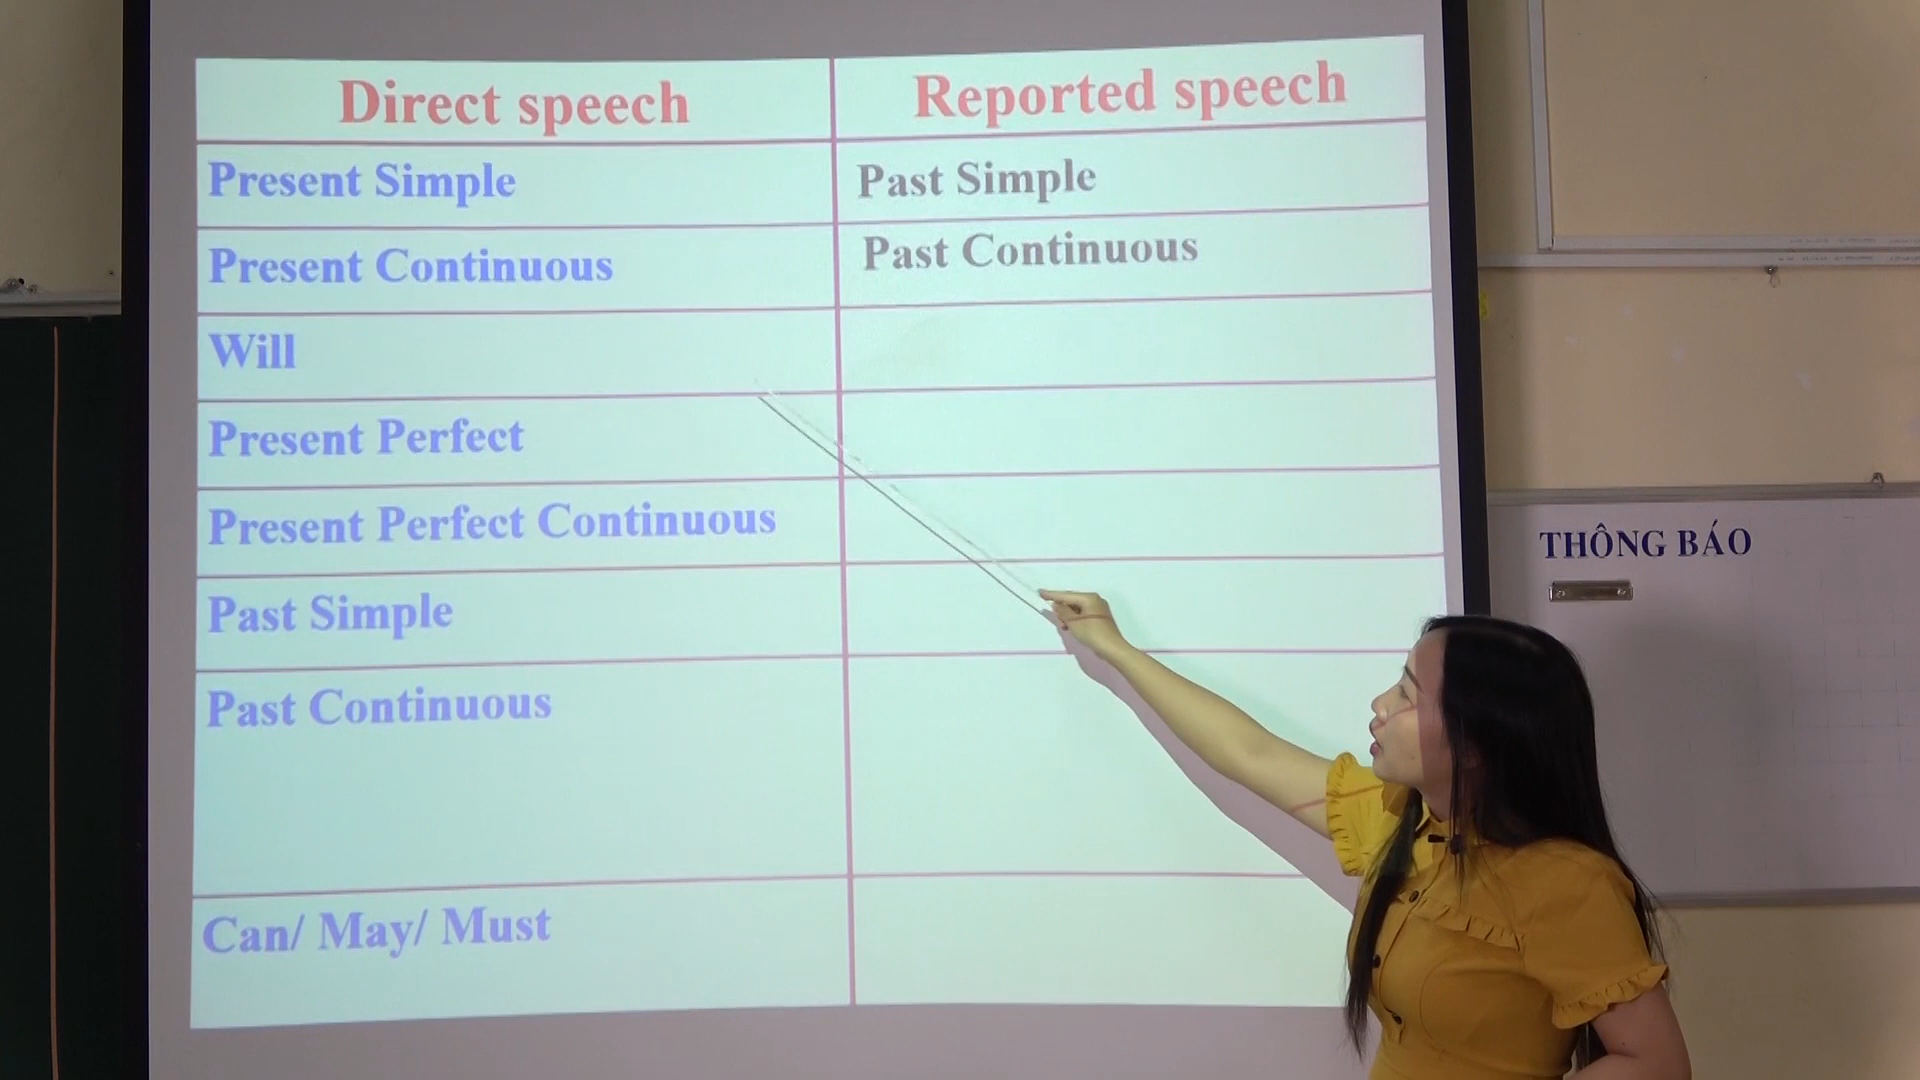 Direct speech
Reported speech
Present Simple
Past Simple
Present Continuous
Past Continuous
Will
Present Perfect
Present Perfect Continuous
Past Simple
Past Continuous
Can/ May/ Must
THÔNG BÁO